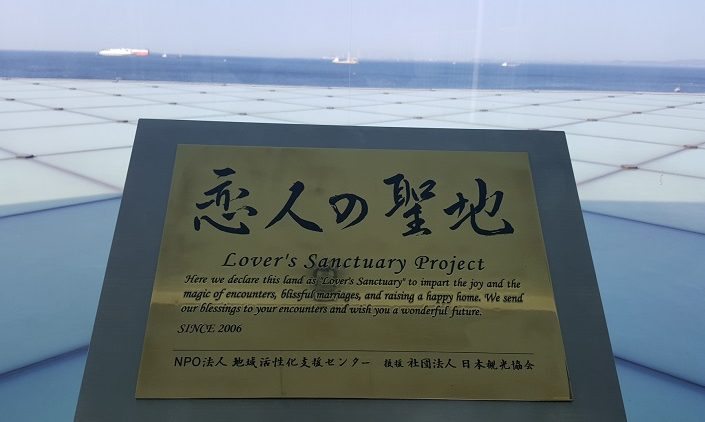 恋人の聖地
Lover's Sanctuary Project
Here we declare this land as "Lover's Sanctuary" to impart the joy and the
magic of encounters, blissful marriages, and raising a happy home. We send
our blessings to your encounters and wish you a wonderful future.
SINCE 2006
NPO法人 地域活性化支援センター 後援 社団法人 日本観光協会